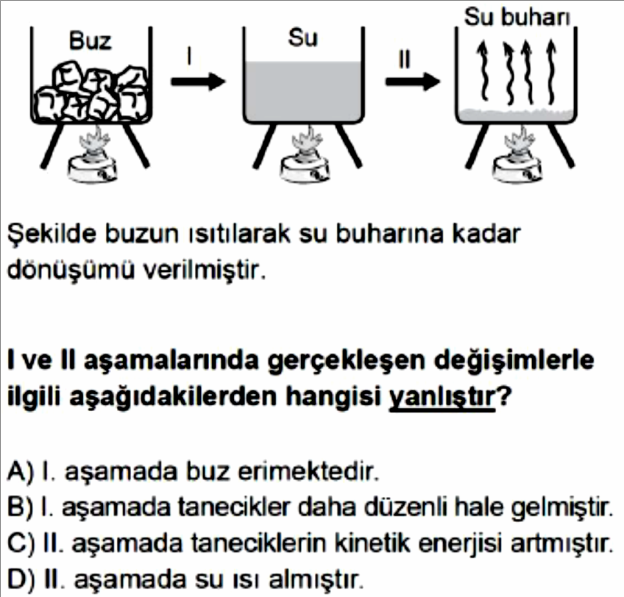 Buz
I
Su
II
Su buharı
Şekilde buzun ısıtılarak su buharına kadar
dönüşümü verilmiştir.
I ve II aşamalarında gerçekleşen değişimlerle
ilgili aşağıdakilerden hangisi yanlıştır?
A) I. aşamada buz erimektedir.
B) I. aşamada tanecikler daha düzenli hale gelmiştir.
C) II. aşamada taneciklerin kinetik enerjisi artmıştır.
D) II. aşamada su ısı almıştır.